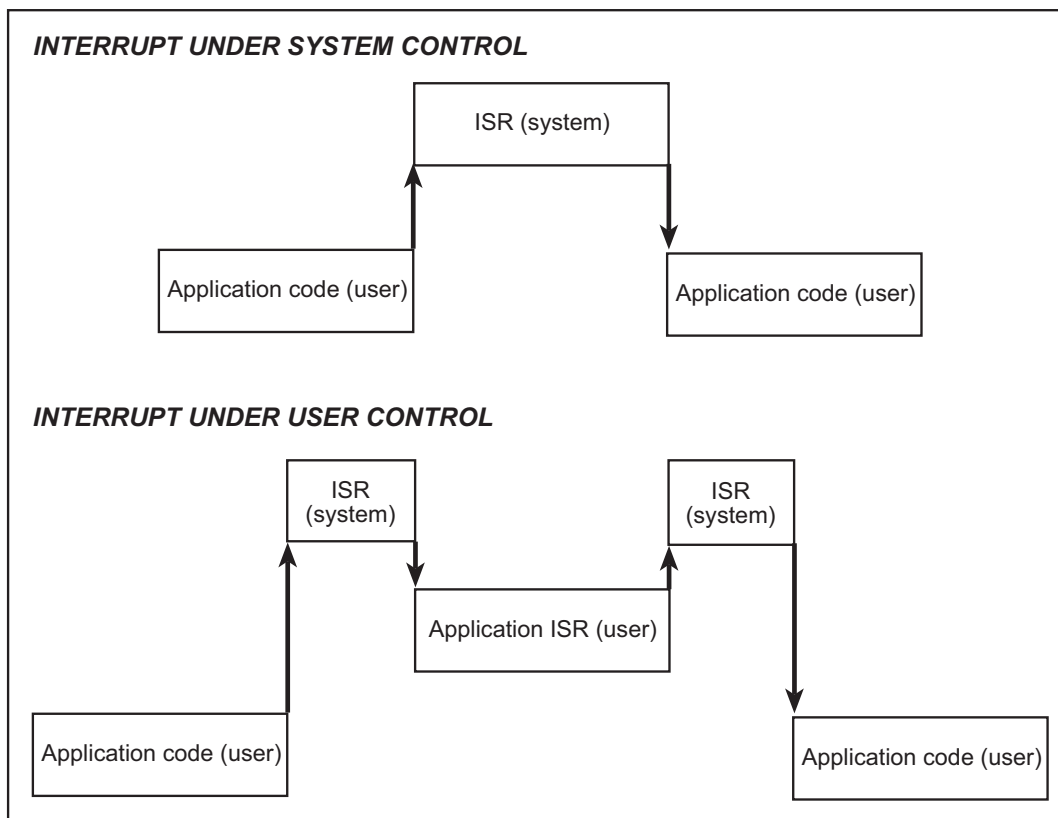 INTERRUPT UNDER SYSTEM CONTROL
ISR (system)
Application code (user)
Application code (user)
INTERRUPT UNDER USER CONTROL
ISR
(system)
ISR
(system)
Application ISR (user)
Application code (user)
Application code (user)